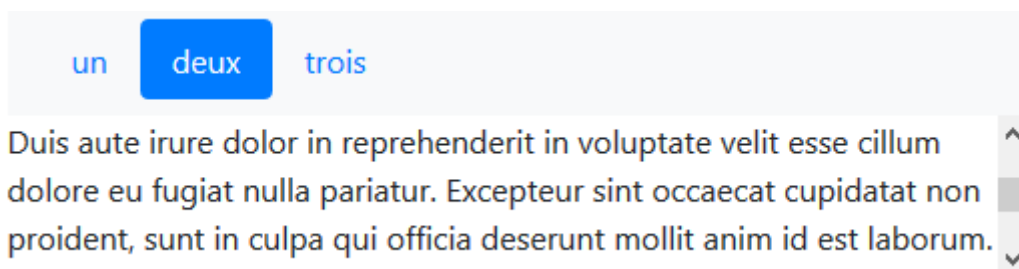 un deux trois
Duis aute irure dolor in reprehenderit in voluptate velit esse cillum
dolore eu fugiat nulla pariatur. Excepteur sint occaecat cupidatat non
proident, sunt in culpa qui officia deserunt mollit anim id est laborum.